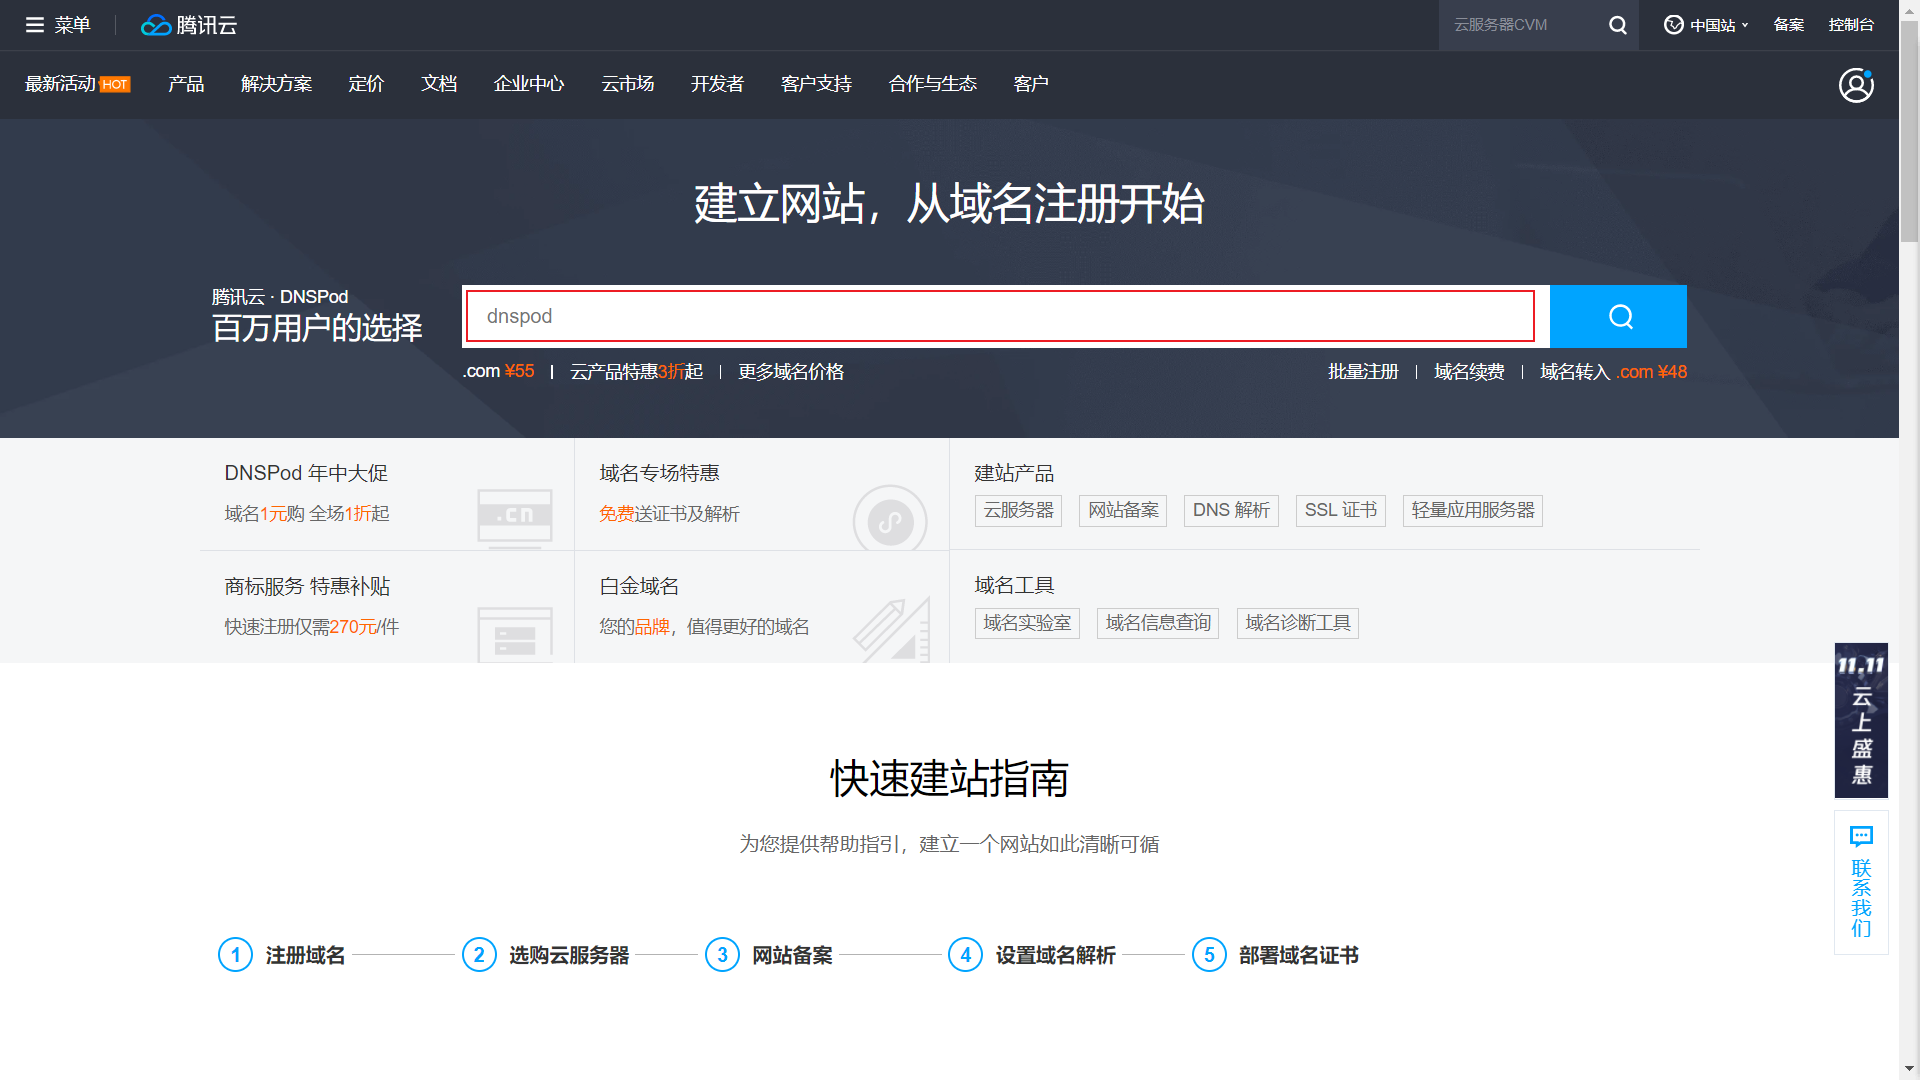 菜单 腾讯云 云服务器CVM 中国站 备案 控制台
最新活动 HOT 产品 解决方案 定价 文档 企业中心 云市场 开发者 客户支持 合作与生态 客户
建立网站，从域名注册开始
腾讯云 · DNSPod
百万用户的选择
dnspod
.com ¥55 云产品特惠3折起 更多域名价格 批量注册 域名续费 域名转入 .com ¥48
DNSPod 年中大促
域名1元购 全场1折起
.cn
域名专场特惠
免费送证书及解析
建站产品
云服务器 网站备案 DNS 解析 SSL 证书 轻量应用服务器
商标服务 特惠补贴
快速注册仅需270元/件
白金域名
您的品牌，值得更好的域名
域名工具
域名实验室 域名信息查询 域名诊断工具
11.11
云上盛惠
联系我们
快速建站指南
为您提供帮助指引，建立一个网站如此清晰可循
1 注册域名 2 选购云服务器 3 网站备案 4 设置域名解析 5 部署域名证书